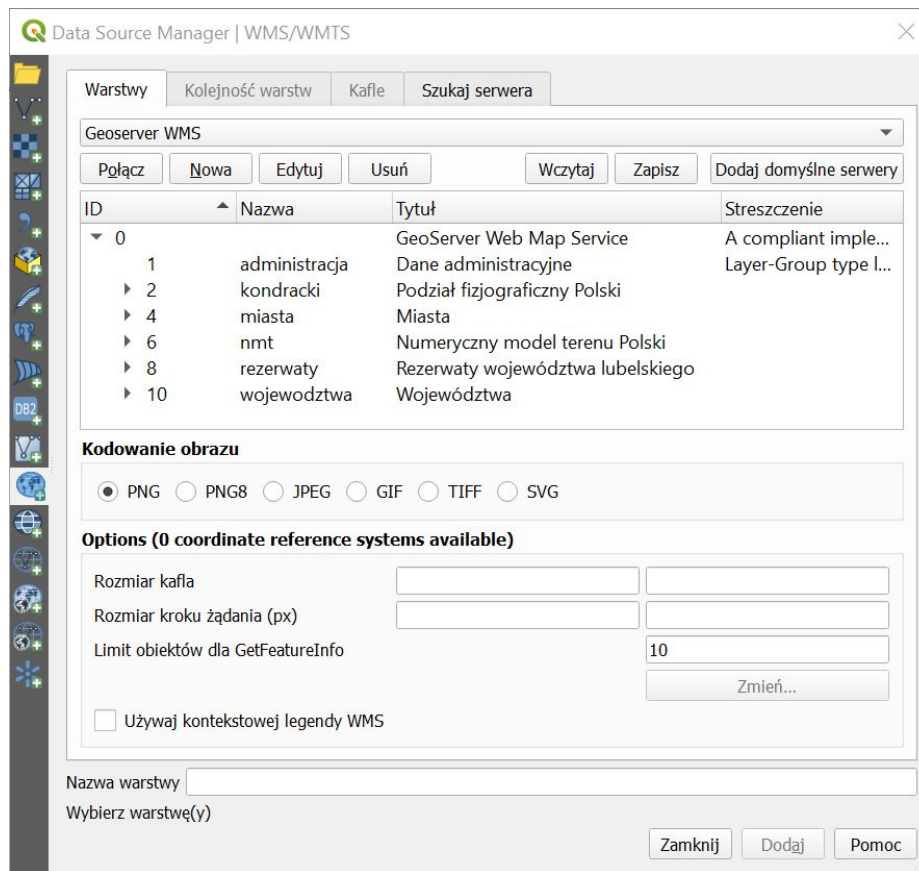 Data Source Manager | WMS/WMTS
Warstwy Kolejność warstw Kafle Szukaj serwera
Geoserver WMS
Połącz Nowa Edytuj Usuń Wczytaj Zapisz Dodaj domyślne serwery
ID Nazwa Tytuł Streszczenie
0 GeoServer Web Map Service A compliant imple...
1 administracja Dane administracyjne Layer-Group type l...
2 kondracki Podział fizjograficzny Polski
4 miasta Miasta
6 nmt Numeryczny model terenu Polski
8 rezerwaty Rezerwaty województwa lubelskiego
10 wojewodztwa Województwa
Kodowanie obrazu
PNG PNG8 JPEG GIF TIFF SVG
Options (0 coordinate reference systems available)
Rozmiar kafla
Rozmiar kroku żądania (px)
Limit obiektów dla GetFeatureInfo 10
Zmień...
Używaj kontekstowej legendy WMS
Nazwa warstwy
Wybierz warstwę(y)
Zamknij Dodaj Pomoc
DB2